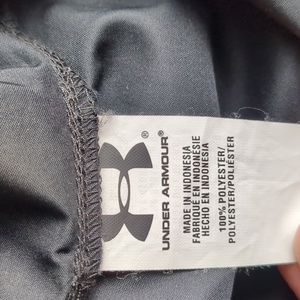 ®
UNDER ARMOUR®
MADE IN INDONESIA
FABRIQUÉ EN INDONÉSIE
HECHO EN INDONESIA
100% POLYESTER/
POLYESTER/POLIÉSTER